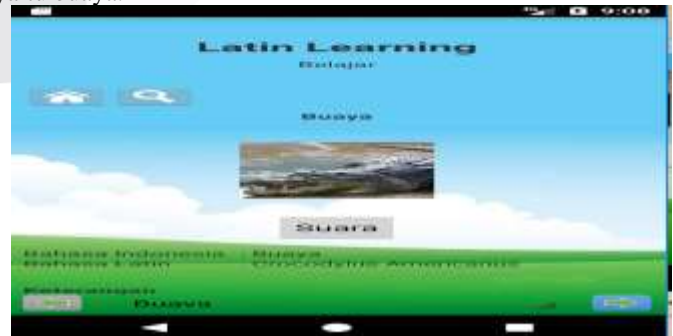 9:00
Latin Learning
Belajar
Buaya
Suara
Bahasa Indonesia : Buaya
Bahasa Latin : Crocodylus Americanus
Keterangan
Buaya